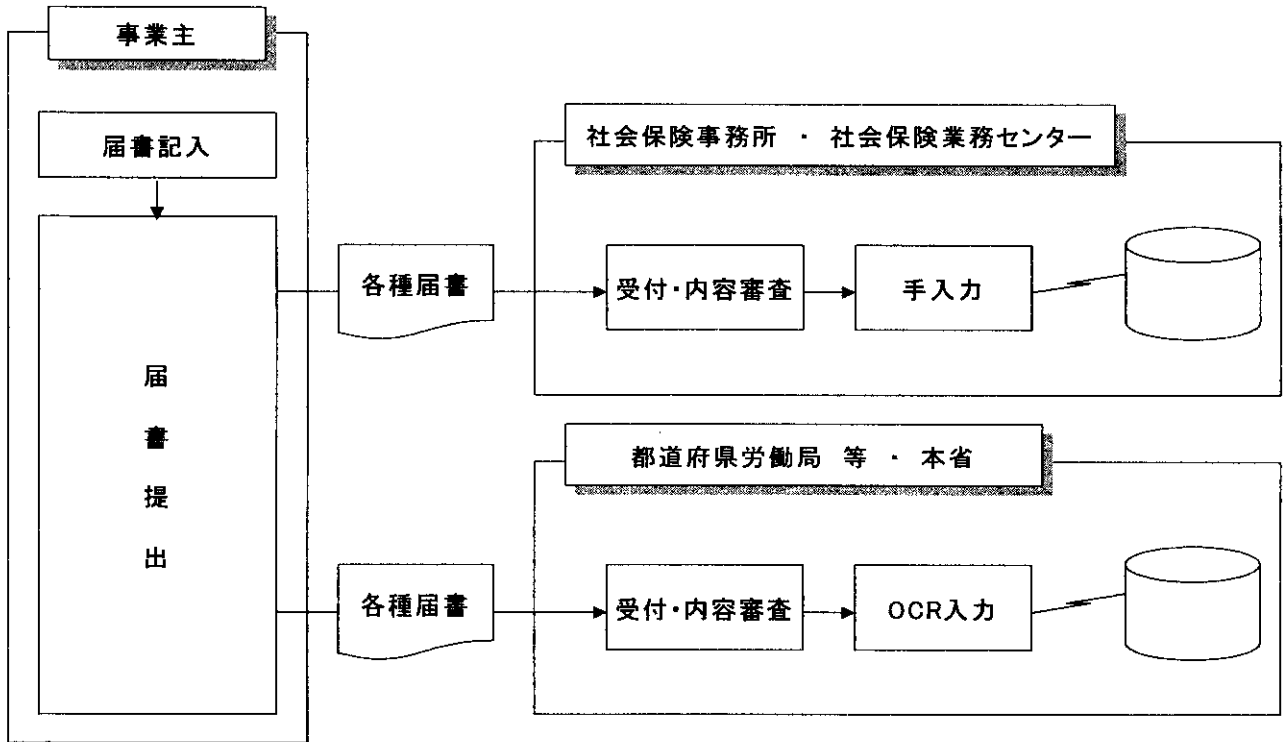 事業主
届書記入
届書提出
社会保険事務所 ・ 社会保険業務センター
各種届書
受付・内容審査
手入力
都道府県労働局 等 ・ 本省
各種届書
受付・内容審査
OCR入力